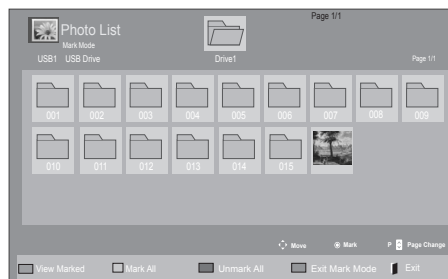 Page 1/1
Photo List
Mark Mode
USB1 USB Drive Drive1 Page 1/1
001 002 003 004 005 006 007 008 009
010 011 012 013 014 015
Move Mark P Page Change
View Marked Mark All Unmark All Exit Mark Mode Exit